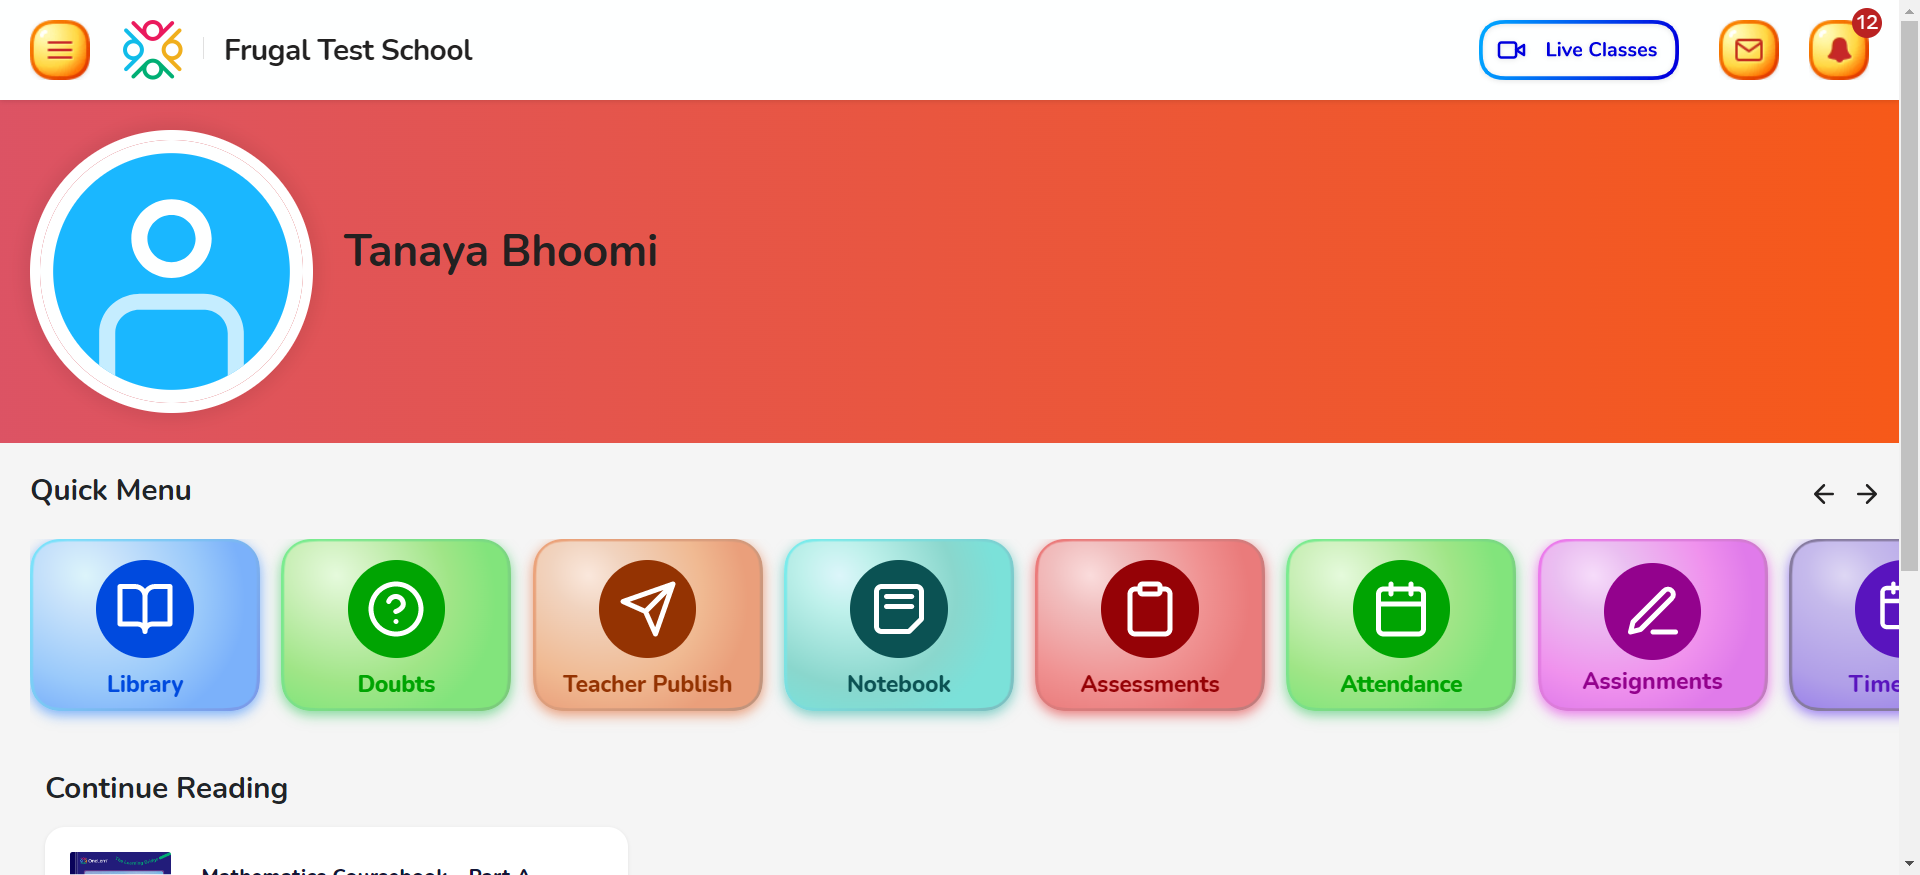 Frugal Test School
Live Classes
12
Tanaya Bhoomi
Quick Menu
Library
Doubts
Teacher Publish
Notebook
Assessments
Attendance
Assignments
Time
Continue Reading
Mathematics Coursebook - Part A